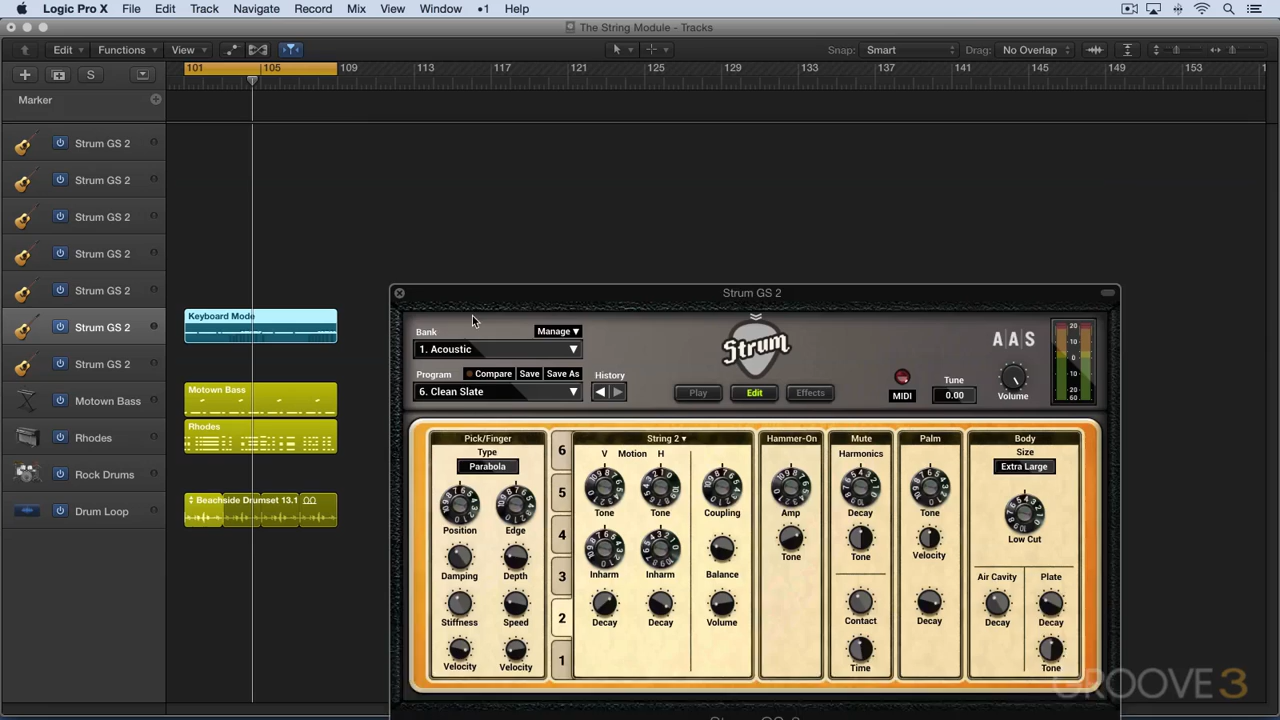 Logic Pro X File Edit Track Navigate Record Mix View Window 1 Help
The String Module - Tracks
Edit Functions View Snap: Smart Drag: No Overlap
S
101 105 109 113 117 121 125 129 133 137 141 145 149 153
Marker
Strum GS 2
Strum GS 2
Strum GS 2
Strum GS 2
Strum GS 2
Strum GS 2
Strum GS 2
Motown Bass
Rhodes
Rock Drums
Drum Loop
Keyboard Mode
Motown Bass
Rhodes
Beachside Drumset 13.1
Strum GS 2
Bank Manage ▼
1. Acoustic ▼
Program Compare Save Save As History
6. Clean Slate ▼
Strum
Play Edit Effects
AAS
MIDI
Tune
0.00
Volume
20
10
0
10
20
60
Pick/Finger
Type
Parabola
Position Edge
Damping Depth
Stiffness Speed
Velocity Velocity
6
5
4
3
2
1
String 2 ▾
V Motion H
Tone Tone Coupling
Inharm Inharm Balance
Decay Decay Volume
Hammer-On
Amp
Tone
Mute
Harmonics
Decay
Tone
Contact
Time
Palm
Tone
Velocity
Decay
Body
Size
Extra Large
Low Cut
Air Cavity Plate
Decay Decay
Tone
GROOVE 3